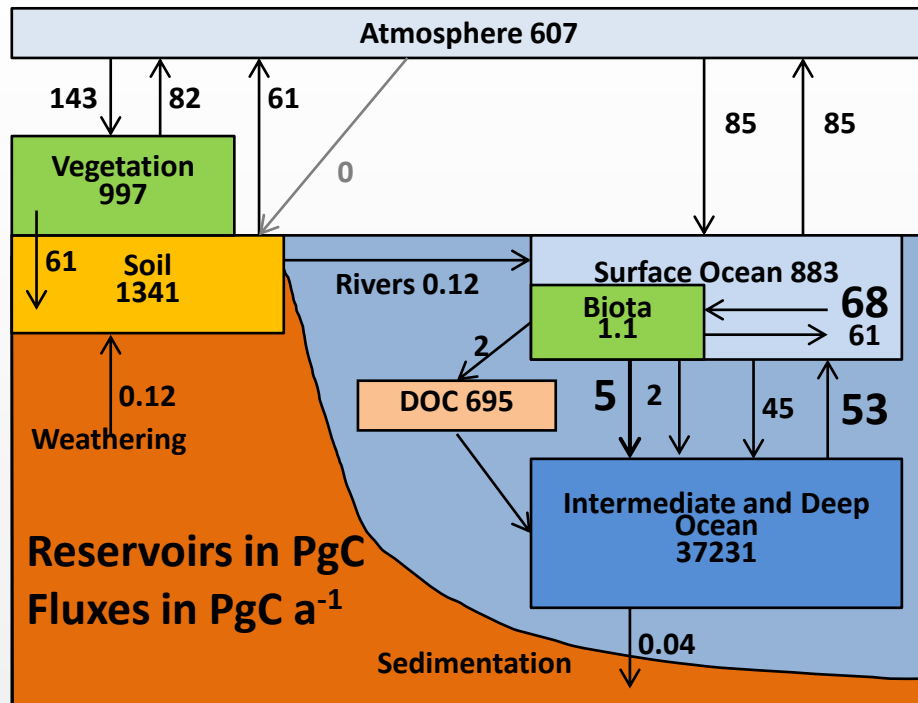 Atmosphere 607
143
82
61
0
85
85
Vegetation
997
61
Soil
1341
Rivers 0.12
Surface Ocean 883
Biota
1.1
68
61
2
DOC 695
5
2
45
53
0.12
Weathering
Intermediate and Deep
Ocean
37231
Reservoirs in PgC
Fluxes in PgC a⁻¹
0.04
Sedimentation